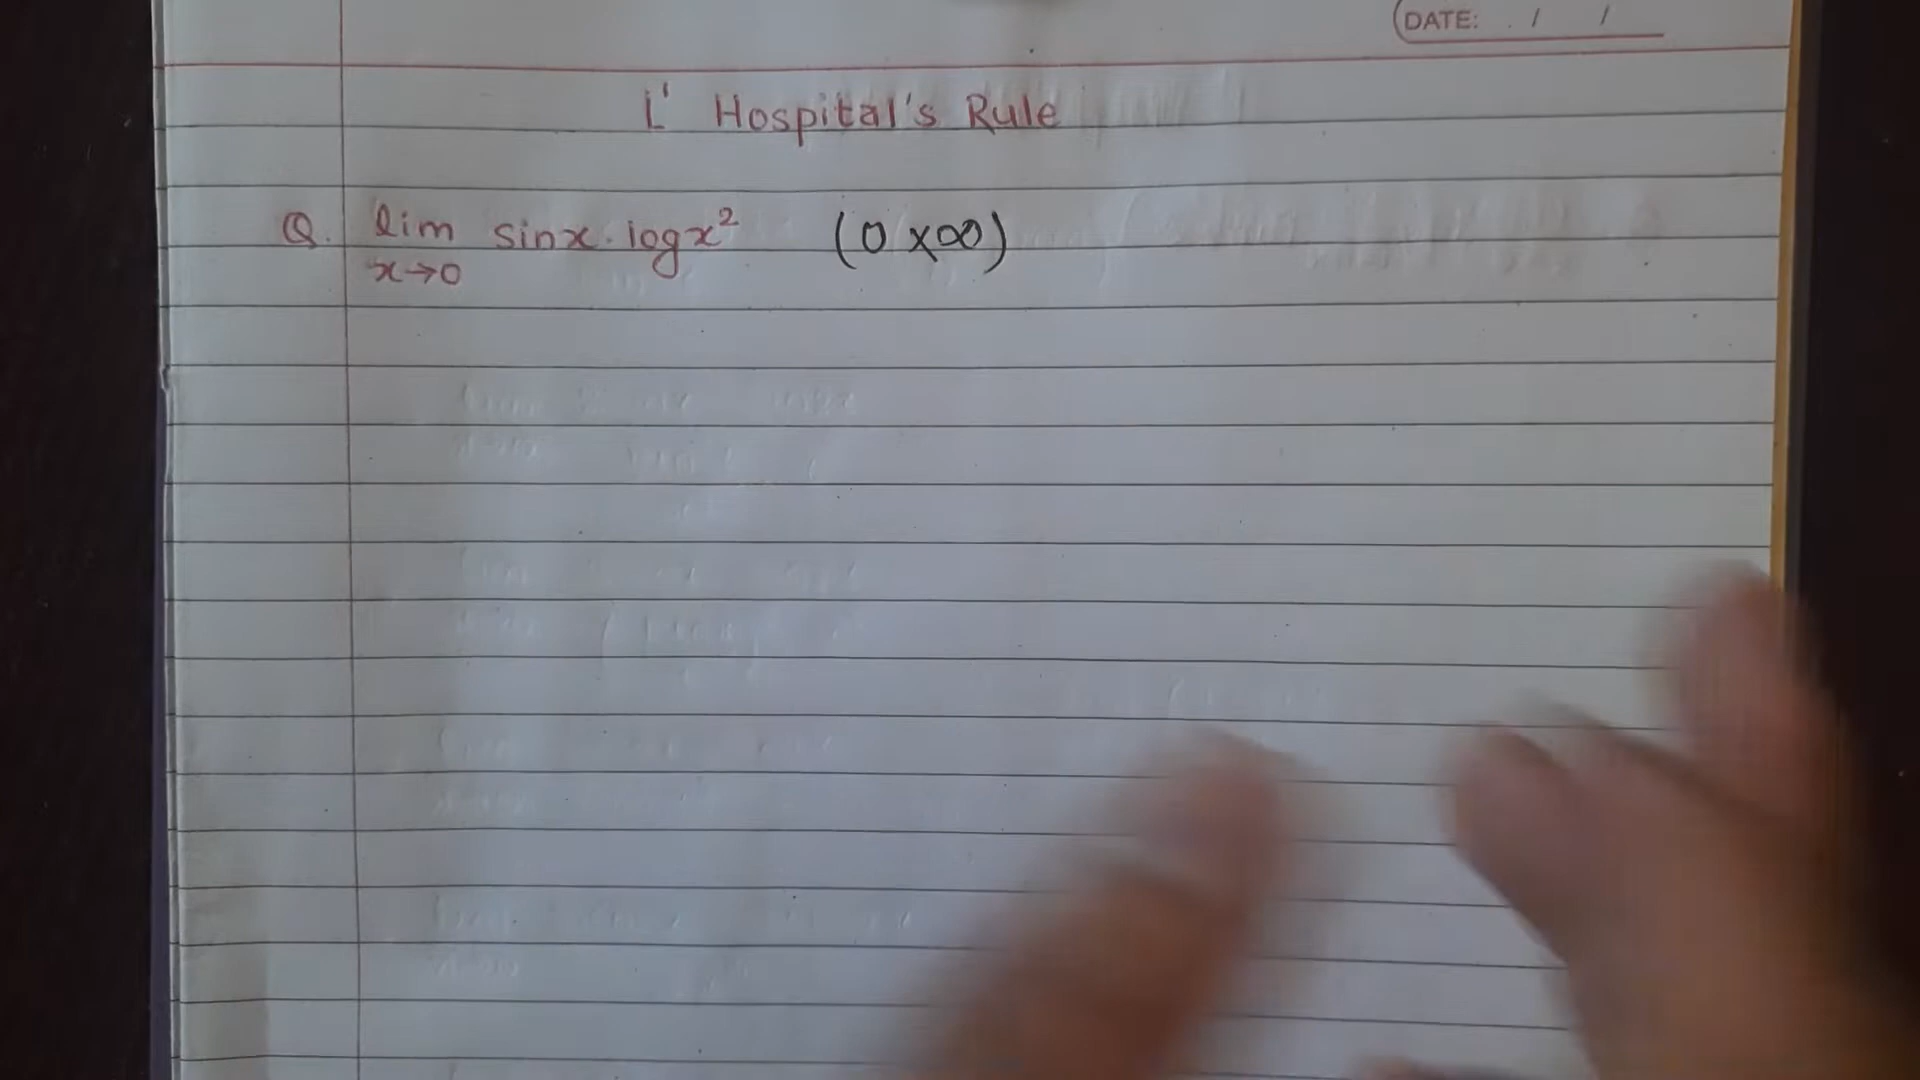 DATE: / /
L' Hospital's Rule
Q. lim sinx · logx² (0 × ∞)
x→0